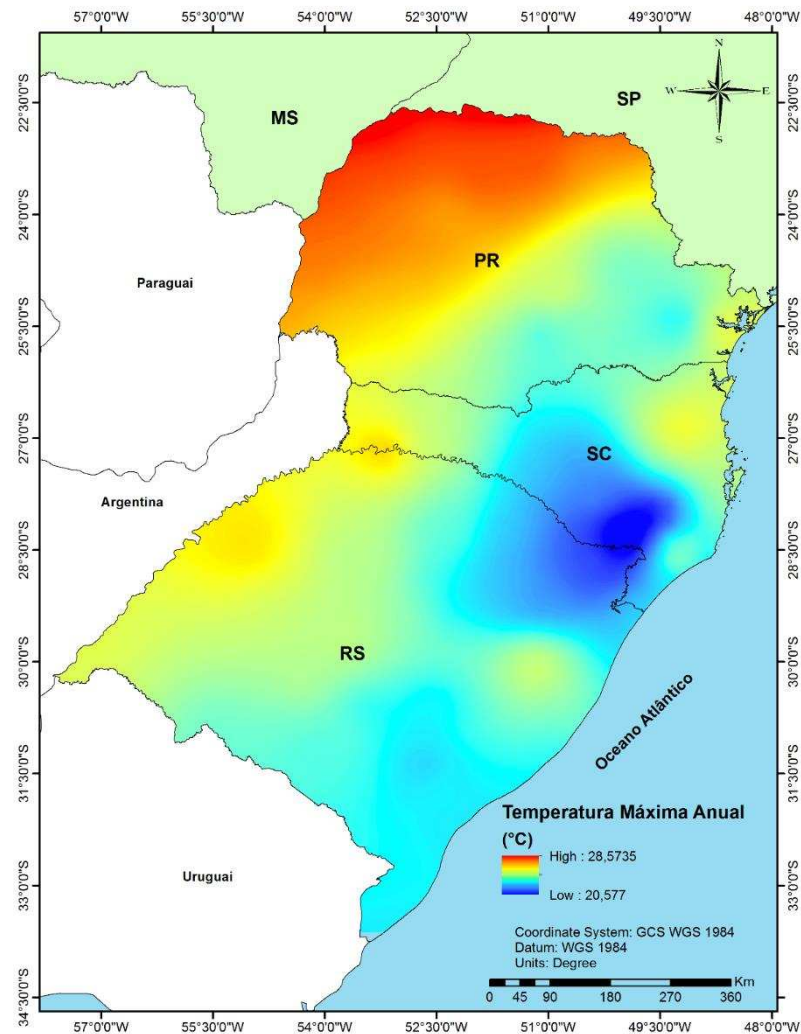 57°0'0"W 55°30'0"W 54°0'0"W 52°30'0"W 51°0'0"W 49°30'0"W 48°0'0"W
N
W E
S
SP
MS
22°30'0"S 22°30'0"S
24°0'0"S 24°0'0"S
PR
Paraguai
25°30'0"S 25°30'0"S
27°0'0"S 27°0'0"S
SC
Argentina
28°30'0"S 28°30'0"S
RS
30°0'0"S 30°0'0"S
Oceano Atlântico
31°30'0"S 31°30'0"S
Temperatura Máxima Anual
(°C)
High : 28,5735
Low : 20,577
Uruguai
33°0'0"S 33°0'0"S
Coordinate System: GCS WGS 1984
Datum: WGS 1984
Units: Degree
Km
0 45 90 180 270 360
34°30'0"S 34°30'0"S
57°0'0"W 55°30'0"W 54°0'0"W 52°30'0"W 51°0'0"W 49°30'0"W 48°0'0"W